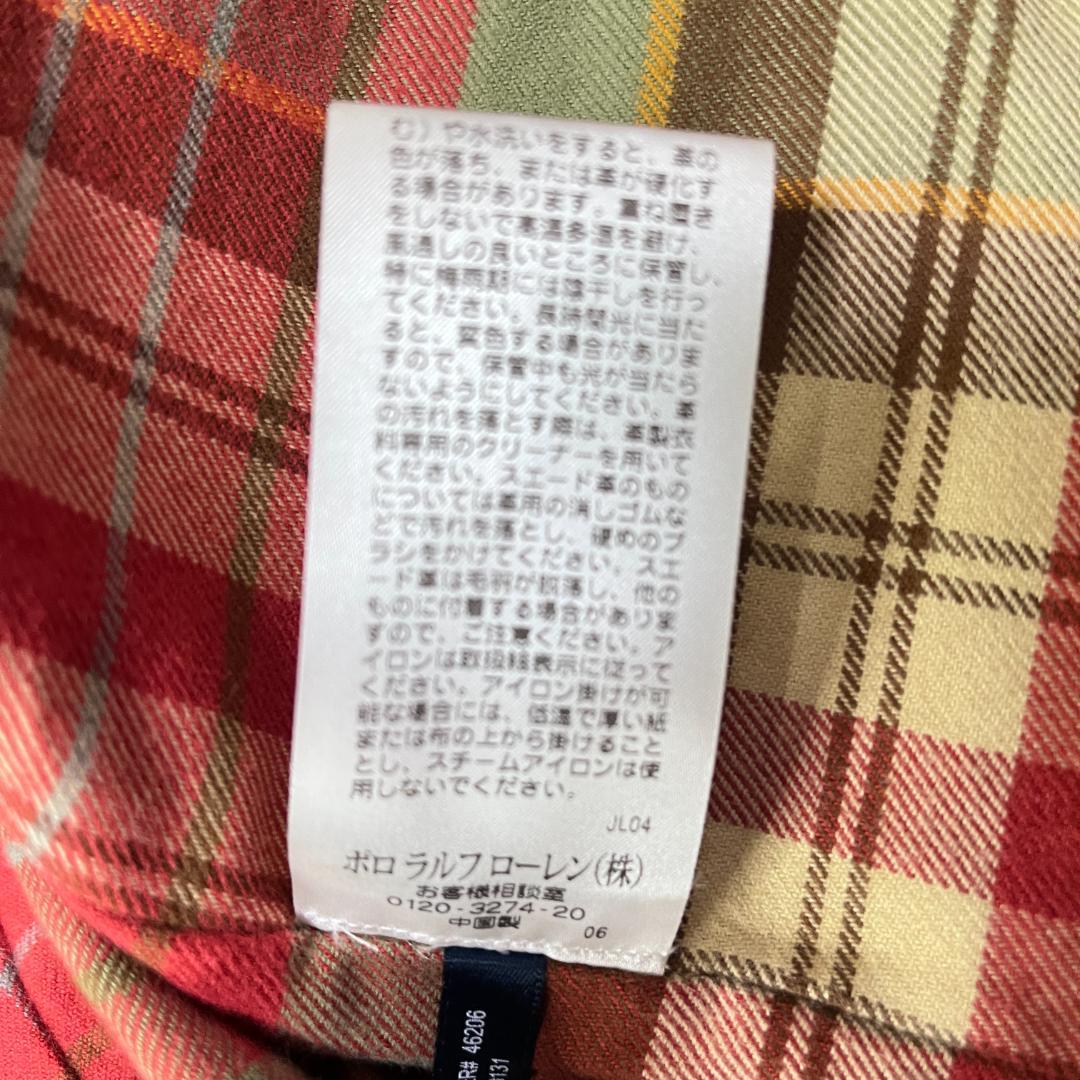 む）や水洗いをすると、革の
色が落ち、または革が硬化す
る場合があります。重ね置き
をしないで高温多湿を避け、
風通しの良いところに保管し、
特に梅雨期には陰干しを行っ
てください。長時間光に当た
ると、変色する場合がありま
すので、保管中も光が当たら
ないようにしてください。革
の汚れを落とす際は、革製衣
料専用のクリーナーを用いて
ください。スエード革のもの
については革用の消しゴムな
どで汚れを落とし、硬めのブ
ラシをかけてください。スエ
ード革は毛羽が脱落し、他の
ものに付着する場合がありま
すので、ご注意ください。ア
イロンは取扱絵表示に従って
ください。アイロン掛けが可
能な場合には、低温で厚い紙
または布の上から掛けること
とし、スチームアイロンは使
用しないでください。
JL04
ポロ ラルフ ローレン(株)
お客様相談室
0120-3274-20
中国製
06
R# 46206
131